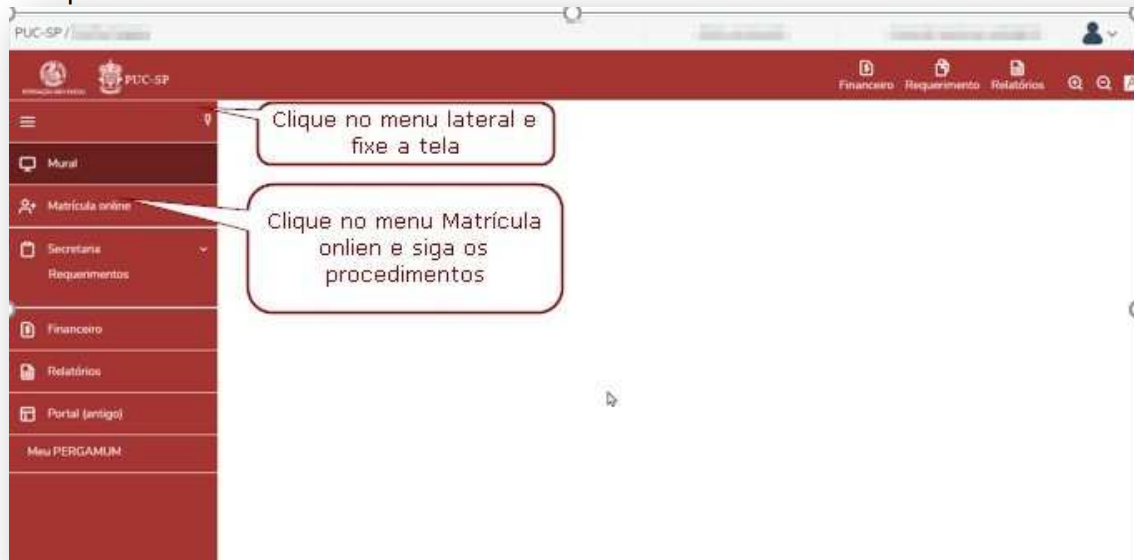 PUC-SP /
PUC-SP
Financeiro Requerimento Relatórios
Clique no menu lateral e
fixe a tela
Mural
Matrícula online
Clique no menu Matrícula
onlien e siga os
procedimentos
Secretaria
Requerimentos
Financeiro
Relatórios
Portal (antigo)
Meu PERGAMUM